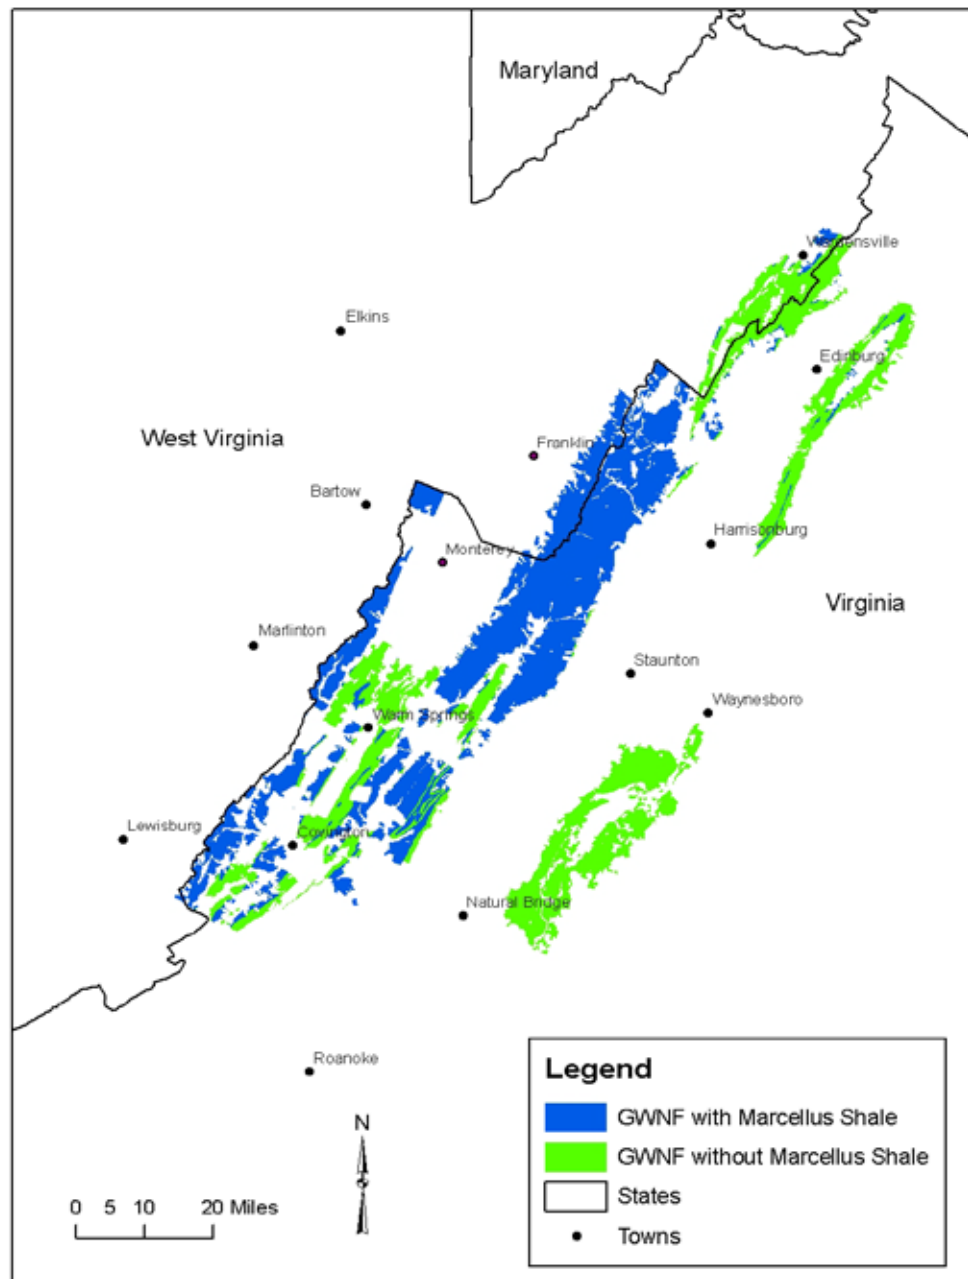 Maryland
Wardensville
Elkins
Edinburg
West Virginia
Franklin
Bartow
Harrisonburg
Monterey
Virginia
Marlinton
Staunton
Waynesboro
Warm Springs
Lewisburg
Covington
Natural Bridge
Roanoke
N
0 5 10 20 Miles
Legend
GWNF with Marcellus Shale
GWNF without Marcellus Shale
States
Towns